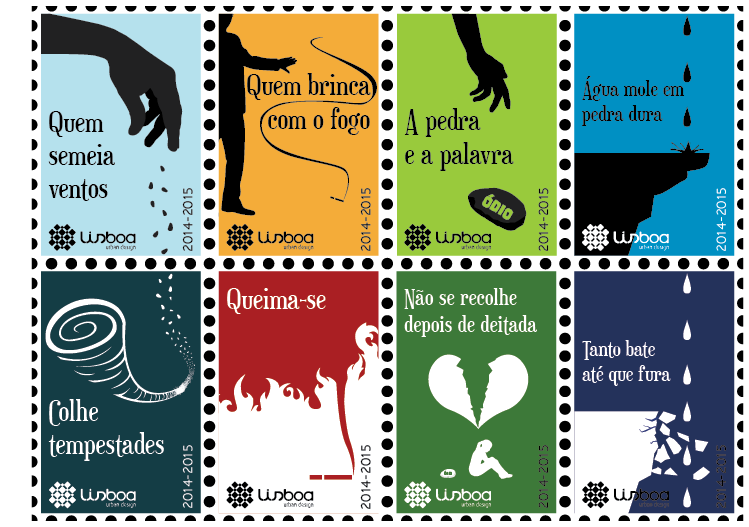 Quem
semeia
ventos
Lisboa
urban design
2014-2015
Quem brinca
com o fogo
Lisboa
urban design
2014-2015
A pedra
e a palavra
ÓDIO
Lisboa
urban design
2014-2015
Água mole em
pedra dura
Lisboa
urban design
2014-2015
Colhe
tempestades
Lisboa
urban design
2014-2015
Queima-se
Lisboa
urban design
2014-2015
Não se recolhe
depois de deitada
Lisboa
urban design
2014-2015
Tanto bate
até que fura
Lisboa
urban design
2014-2015